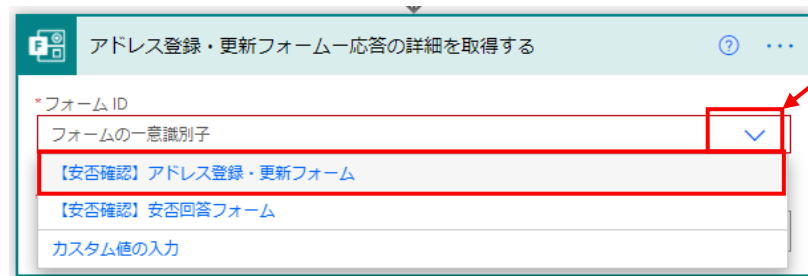 アドレス登録・更新フォームー応答の詳細を取得する
*フォーム ID
フォームの一意識別子
【安否確認】アドレス登録・更新フォーム
【安否確認】安否回答フォーム
カスタム値の入力